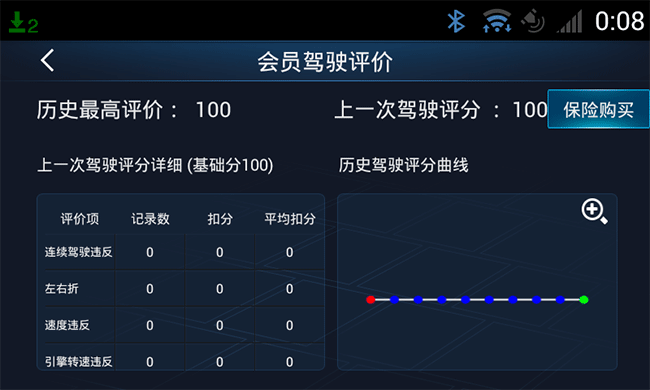 2 0:08
会员驾驶评价
历史最高评价： 100 上一次驾驶评分 ：100 保险购买
上一次驾驶评分详细 (基础分100) 历史驾驶评分曲线
评价项 记录数 扣分 平均扣分
连续驾驶违反 0 0 0
左右折 0 0 0
速度违反 0 0 0
引擎转速违反 0 0 0